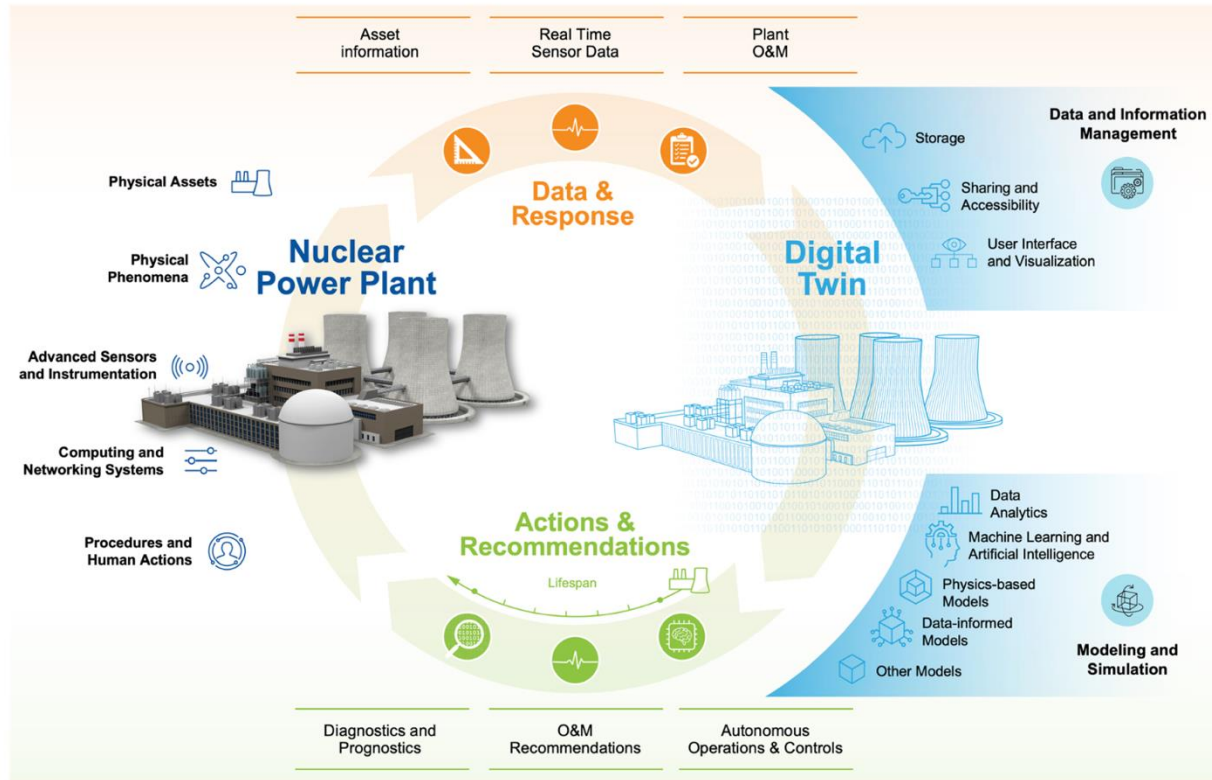 Asset
information
Real Time
Sensor Data
Plant
O&M
Data &
Response
Physical Assets
Physical
Phenomena
Advanced Sensors
and Instrumentation
Computing and
Networking Systems
Procedures and
Human Actions
Nuclear
Power Plant
Digital
Twin
Storage
Sharing and
Accessibility
User Interface
and Visualization
Data and Information
Management
Actions &
Recommendations
Lifespan
Data
Analytics
Machine Learning and
Artificial Intelligence
Physics-based
Models
Data-informed
Models
Other Models
Modeling and
Simulation
Diagnostics and
Prognostics
O&M
Recommendations
Autonomous
Operations & Controls